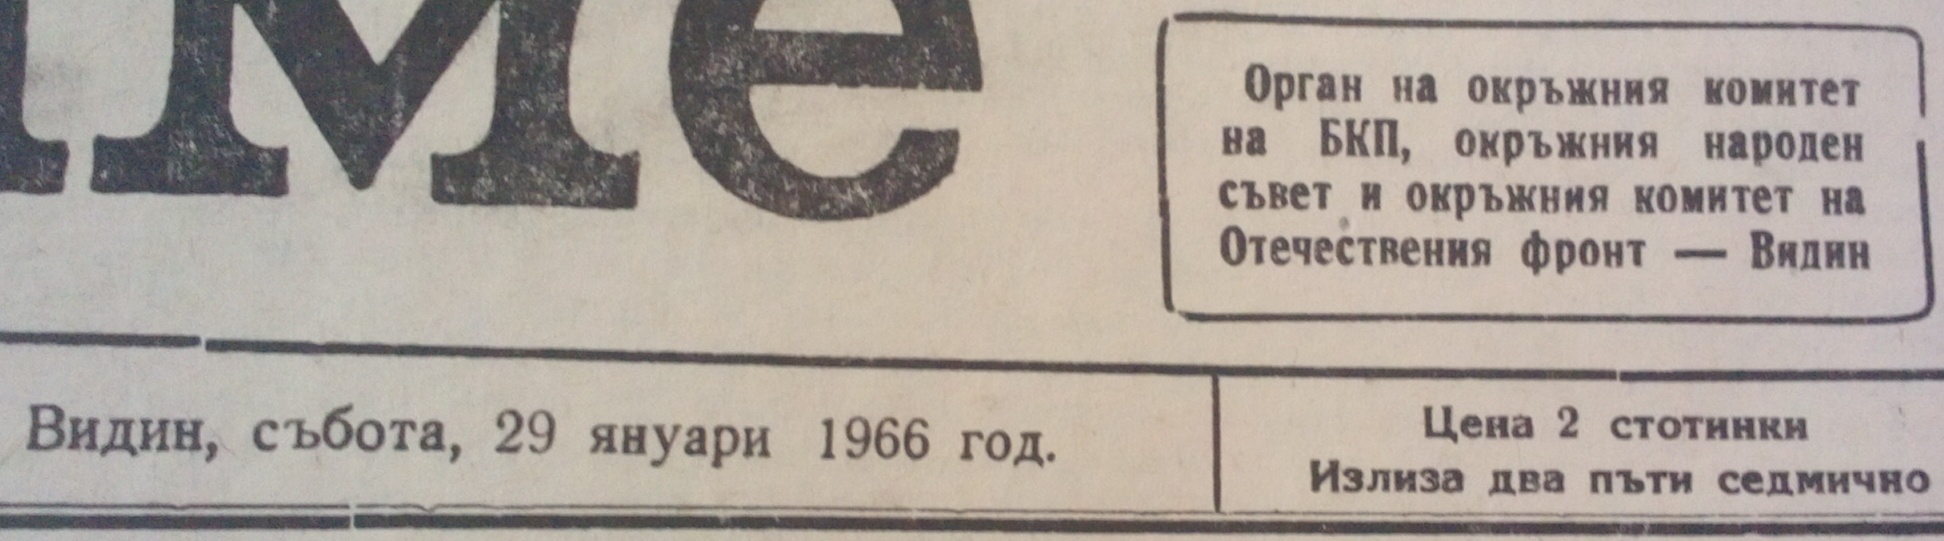 ме
Орган на окръжния комитет
на БКП, окръжния народен
съвет и окръжния комитет на
Отечествения фронт — Видин
Видин, събота, 29 януари 1966 год.
Цена 2 стотинки
Излиза два пъти седмично